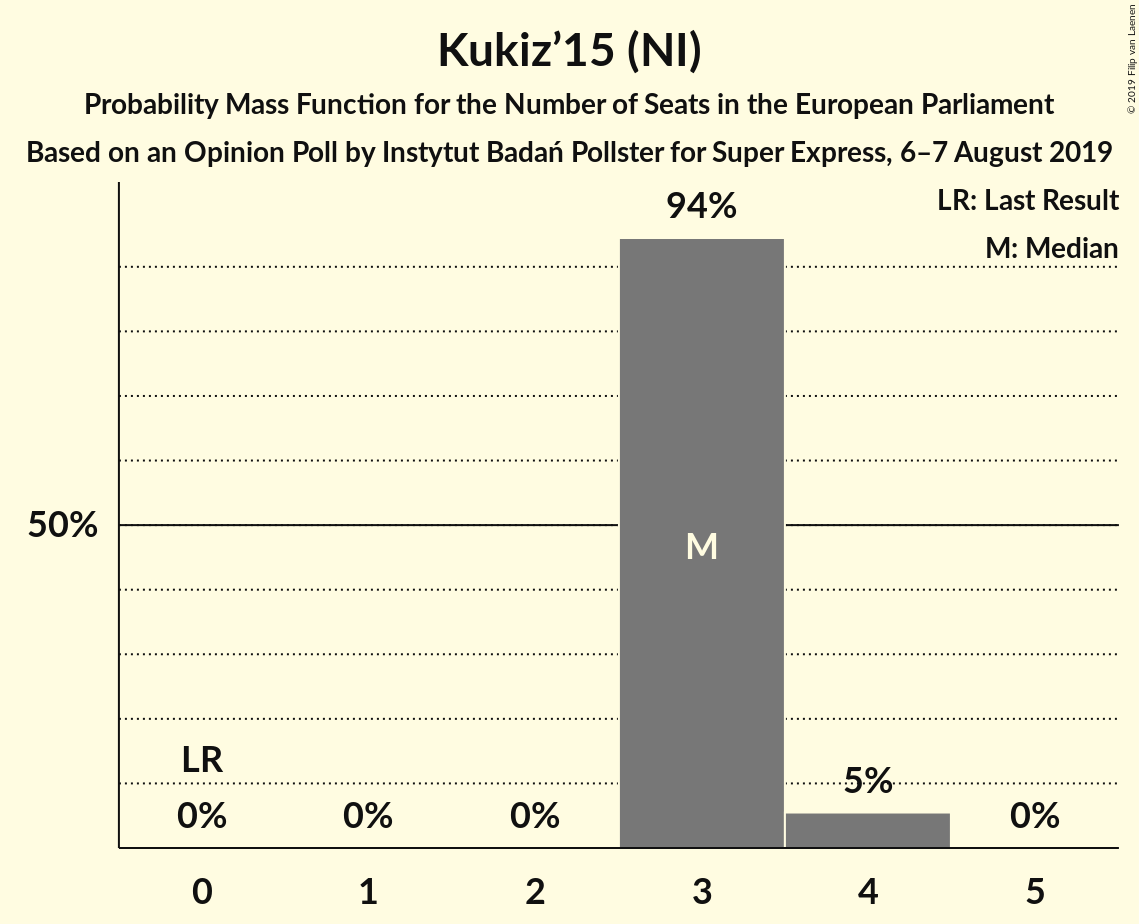 Kukiz’15 (NI)
Probability Mass Function for the Number of Seats in the European Parliament
Based on an Opinion Poll by Instytut Badań Pollster for Super Express, 6–7 August 2019
© 2019 Filip van Laenen
LR: Last Result
M: Median
94%
50%
M
LR
5%
0% 0% 0% 0%
0 1 2 3 4 5